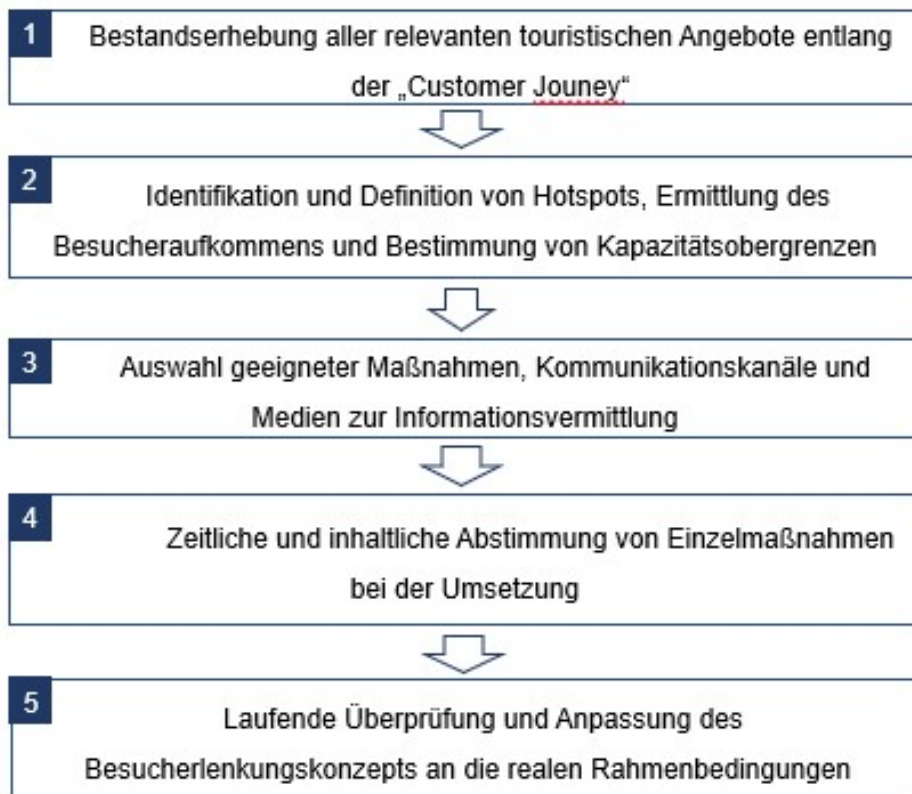 1
Bestandserhebung aller relevanten touristischen Angebote entlang
der „Customer Jouney“
2
Identifikation und Definition von Hotspots, Ermittlung des
Besucheraufkommens und Bestimmung von Kapazitätsobergrenzen
3
Auswahl geeigneter Maßnahmen, Kommunikationskanäle und
Medien zur Informationsvermittlung
4
Zeitliche und inhaltliche Abstimmung von Einzelmaßnahmen
bei der Umsetzung
5
Laufende Überprüfung und Anpassung des
Besucherlenkungskonzepts an die realen Rahmenbedingungen